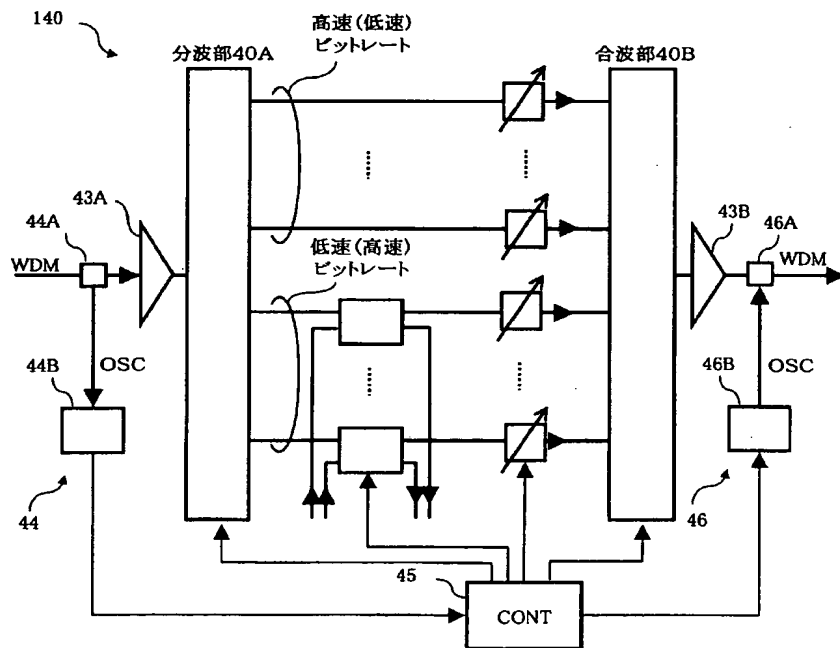 140
高速(低速)
ビットレート
分波部40A
合波部40B
43A
44A
WDM
43B
46A
WDM
低速(高速)
ビットレート
OSC
44B
46B
OSC
44
46
45
CONT